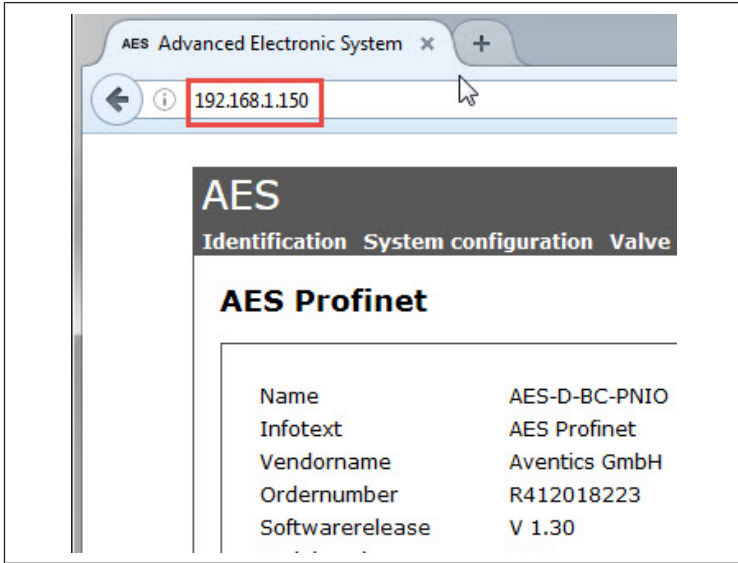 AES Advanced Electronic System
192.168.1.150
AES
Identification System configuration Valve
AES Profinet
Name AES-D-BC-PNIO
Infotext AES Profinet
Vendorname Aventics GmbH
Ordernumber R412018223
Softwarerelease V 1.30